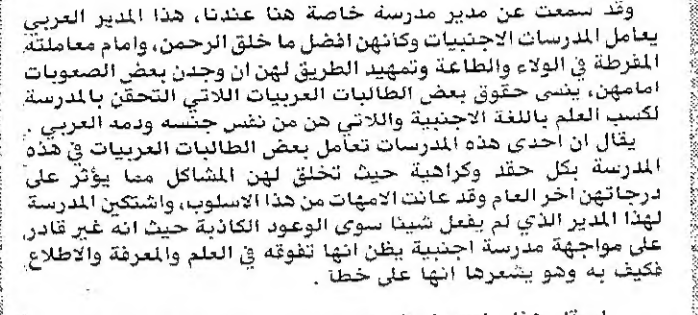 وقد سمعت عن مدير مدرسة خاصة هنا عندنا، هذا المدير العربي
يعامل المدرسات الاجنبيات وكأنهن افضل ما خلق الرحمن، وامام معاملته
المفرطة في الولاء والطاعة وتمهيد الطريق لهن ان وجدن بعض الصعوبات
امامهن، ينسى حقوق بعض الطالبات العربيات اللاتي التحقن بالمدرسة
لكسب العلم باللغة الاجنبية واللاتي هن من نفس جنسه ودمه العربي .
يقال ان احدى هذه المدرسات تعامل بعض الطالبات العربيات في هذه
المدرسة بكل حقد وكراهية حيث تخلق لهن المشاكل مما يؤثر على
درجاتهن اخر العام وقد عانت الامهات من هذا الاسلوب، واشتكين المدرسة
لهذا المدير الذي لم يفعل شيئا سوى الوعود الكاذبة حيث انه غير قادر
على مواجهة مدرسة اجنبية يظن انها تفوقه في العلم والمعرفة والاطلاع
فكيف به وهو يشعرها انها على خطأ .